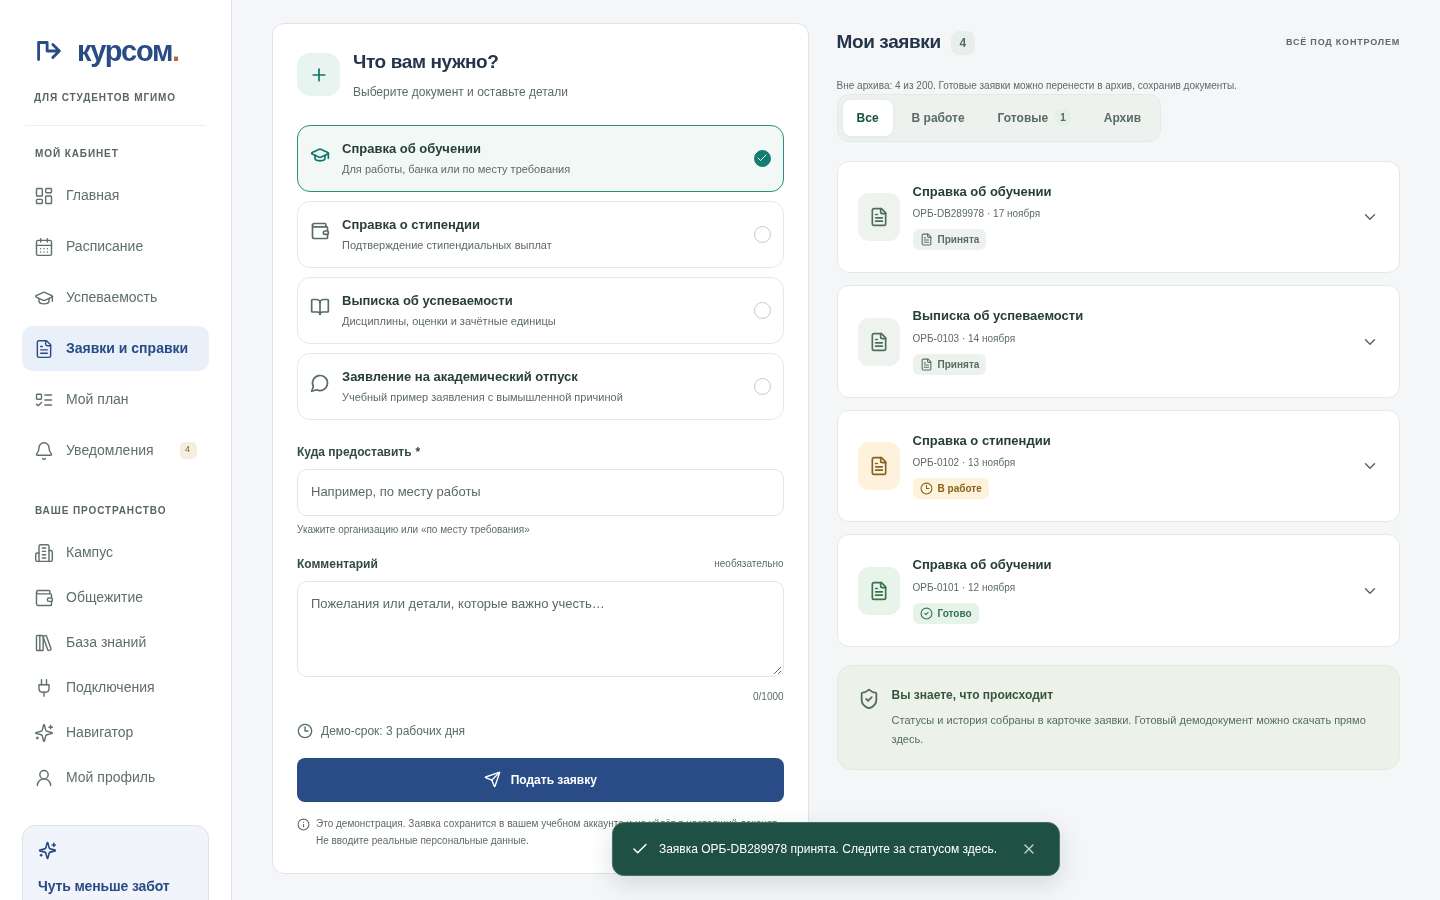 курсом.
ДЛЯ СТУДЕНТОВ МГИМО
МОЙ КАБИНЕТ
Главная
Расписание
Успеваемость
Заявки и справки
Мой план
Уведомления 4
ВАШЕ ПРОСТРАНСТВО
Кампус
Общежитие
База знаний
Подключения
Навигатор
Мой профиль
Чуть меньше забот
Что вам нужно?
Выберите документ и оставьте детали
Справка об обучении
Для работы, банка или по месту требования
Справка о стипендии
Подтверждение стипендиальных выплат
Выписка об успеваемости
Дисциплины, оценки и зачётные единицы
Заявление на академический отпуск
Учебный пример заявления с вымышленной причиной
Куда предоставить *
Например, по месту работы
Укажите организацию или «по месту требования»
Комментарий необязательно
Пожелания или детали, которые важно учесть…
0/1000
Демо-срок: 3 рабочих дня
Подать заявку
Это демонстрация. Заявка сохранится в вашем учебном
Не вводите реальные персональные данные.
Мои заявки 4
ВСЁ ПОД КОНТРОЛЕМ
Вне архива: 4 из 200. Готовые заявки можно перенести в архив, сохранив документы.
Все В работе Готовые 1 Архив
Справка об обучении
ОРБ-DB289978 · 17 ноября
Принята
Выписка об успеваемости
ОРБ-0103 · 14 ноября
Принята
Справка о стипендии
ОРБ-0102 · 13 ноября
В работе
Справка об обучении
ОРБ-0101 · 12 ноября
Готово
Вы знаете, что происходит
Статусы и история собраны в карточке заявки. Готовый демодокумент можно скачать прямо
здесь.
Заявка ОРБ-DB289978 принята. Следите за статусом здесь.